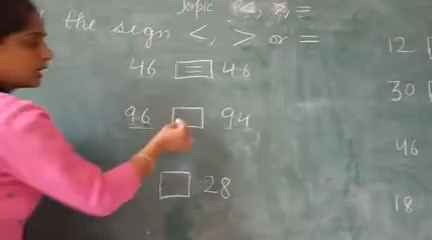 Topic <, >, =
the sign <, > or =
46 = 46 12
96 94 30
46
28 18